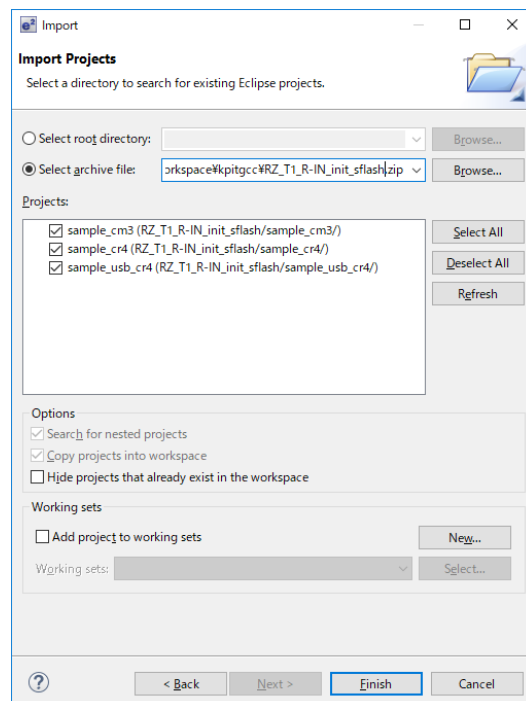 e² Import
Import Projects
Select a directory to search for existing Eclipse projects.
Select root directory:
Browse...
Select archive file:
orkspace¥kpitgcc¥RZ_T1_R-IN_init_sflash.zip
Browse...
Projects:
sample_cm3 (RZ_T1_R-IN_init_sflash/sample_cm3/)
sample_cr4 (RZ_T1_R-IN_init_sflash/sample_cr4/)
sample_usb_cr4 (RZ_T1_R-IN_init_sflash/sample_usb_cr4/)
Select All
Deselect All
Refresh
Options
Search for nested projects
Copy projects into workspace
Hide projects that already exist in the workspace
Working sets
Add project to working sets
New...
Working sets:
Select...
?
< Back
Next >
Finish
Cancel